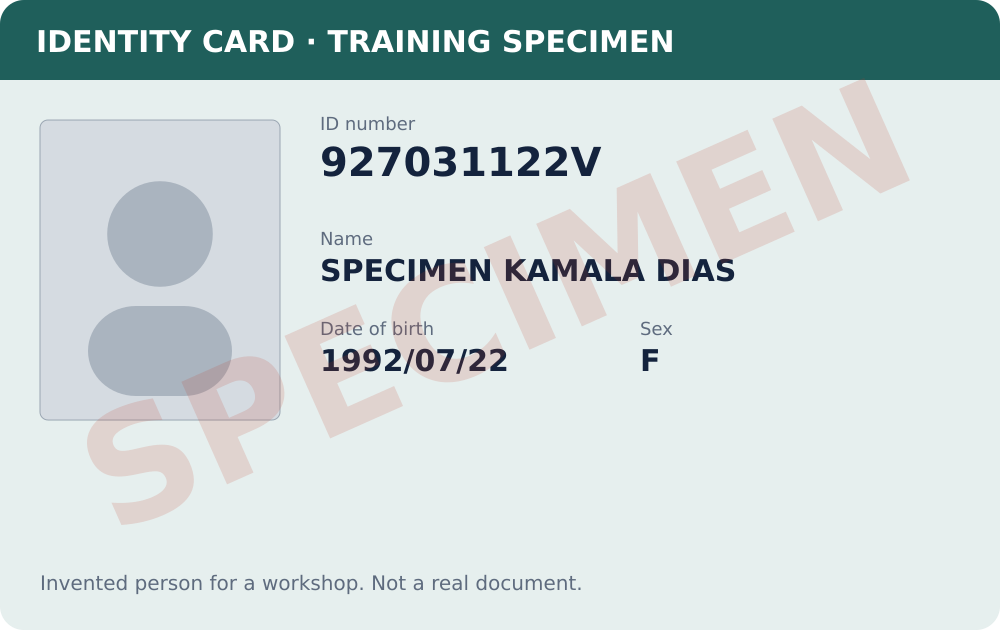 IDENTITY CARD · TRAINING SPECIMEN
ID number
927031122V
Name
SPECIMEN KAMALA DIAS
Date of birth
1992/07/22
Sex
F
SPECIMEN
Invented person for a workshop. Not a real document.